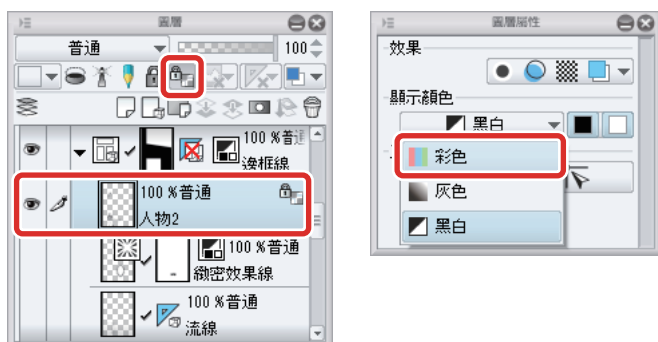 圖層
普通
100
100 %普通
邊框線
100 %普通
人物2
100 %普通
緻密效果線
100 %普通
流線
圖層屬性
效果
顯示顏色
黑白
彩色
灰色
黑白